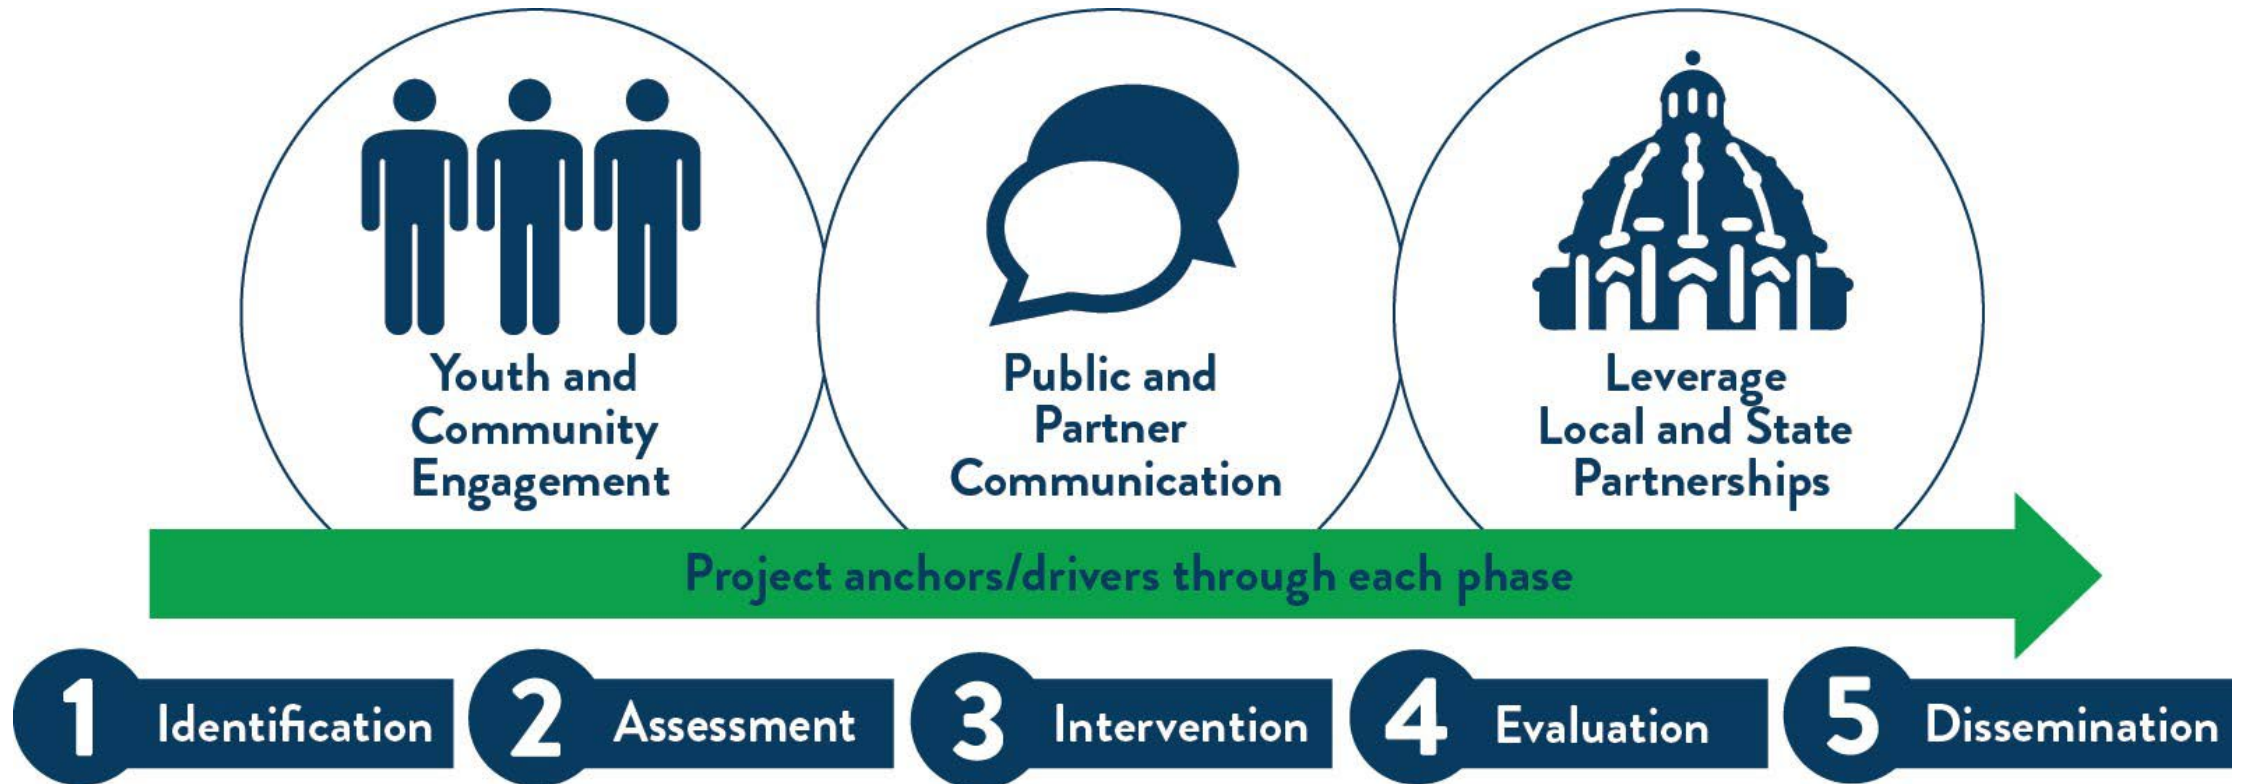 Youth and
Community
Engagement
Public and
Partner
Communication
Leverage
Local and State
Partnerships
Project anchors/drivers through each phase
1 Identification
2 Assessment
3 Intervention
4 Evaluation
5 Dissemination